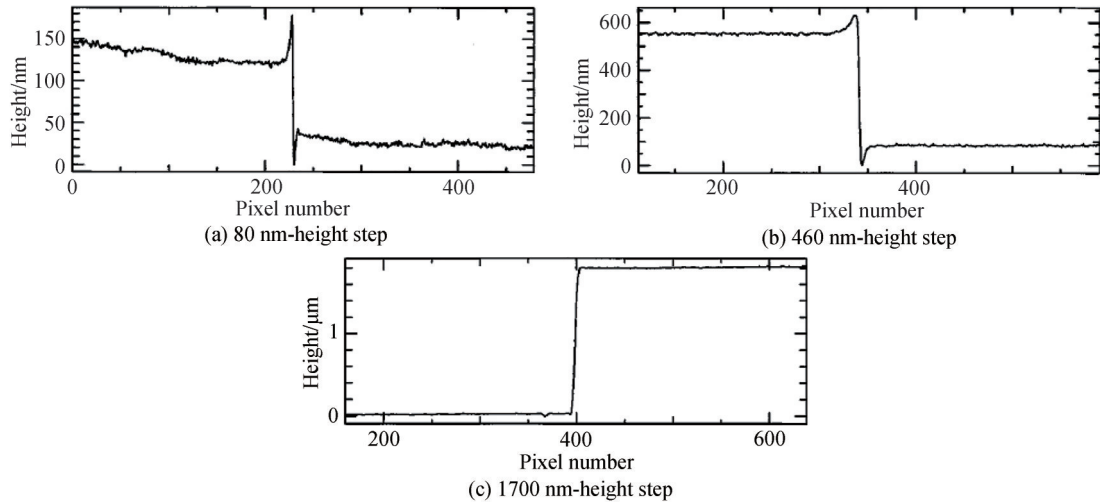 Height/nm
150
100
50
0
0
200
400
Pixel number
(a) 80 nm-height step
Height/nm
600
400
200
0
200
400
Pixel number
(b) 460 nm-height step
Height/μm
1
0
200
400
600
Pixel number
(c) 1700 nm-height step